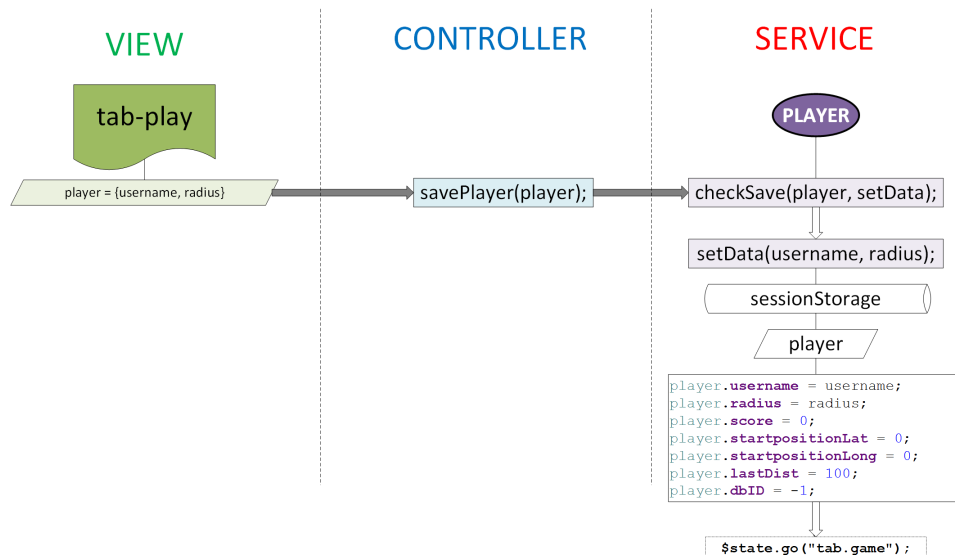 VIEW
CONTROLLER
SERVICE
tab-play
PLAYER
player = {username, radius}
savePlayer(player);
checkSave(player, setData);
setData(username, radius);
sessionStorage
player
player.username = username;
player.radius = radius;
player.score = 0;
player.startpositionLat = 0;
player.startpositionLong = 0;
player.lastDist = 100;
player.dbID = -1;
$state.go("tab.game");